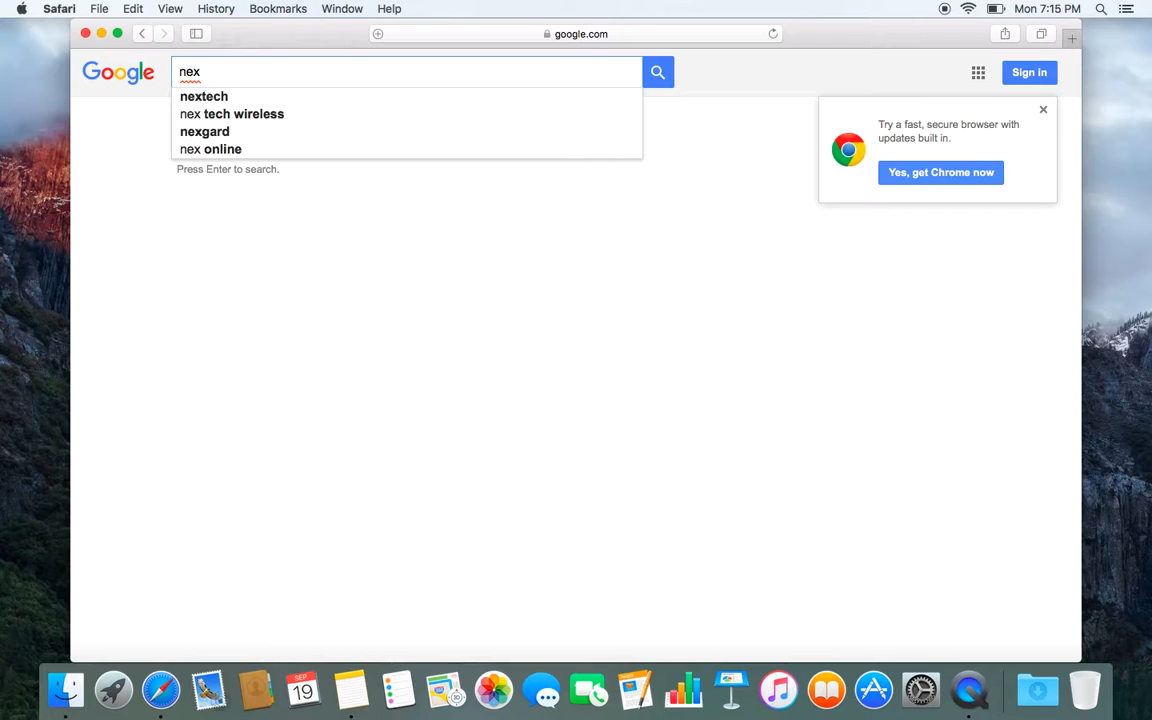 Safari File Edit View History Bookmarks Window Help Mon 7:15 PM
google.com
Google nex Sign in
nextech
nex tech wireless
nexgard
nex online
Press Enter to search.
Try a fast, secure browser with
updates built in.
Yes, get Chrome now
SEP
19